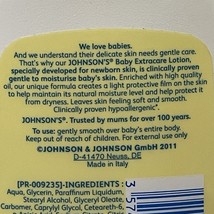 We love babies.
And we understand their delicate skin needs gentle care.
That's why our JOHNSON'S® Baby Extracare Lotion,
specially developed for newborn skin, is clinically proven
gentle to moisturise baby's skin. Enriched with high quality
oil, our unique formula creates a light protective film on the skin
to help maintain its natural moisture level and help protect it
from dryness. Leaves skin feeling soft and smooth.
Clinically proven hypoallergenic*.
JOHNSON'S®. Trusted by mums for over 100 years.
To use: gently smooth over baby's entire body.
Keep out of reach of children. For external use only.
©JOHNSON & JOHNSON GmbH 2011
D-41470 Neuss, DE
Made in Italy
[PR-009235]-INGREDIENTS:
Aqua, Glycerin, Paraffinum Liquidum,
Stearyl Alcohol, Glyceryl Oleate,
Carbomer, Caprylyl Glycol, Ceteareth-6,
3 57